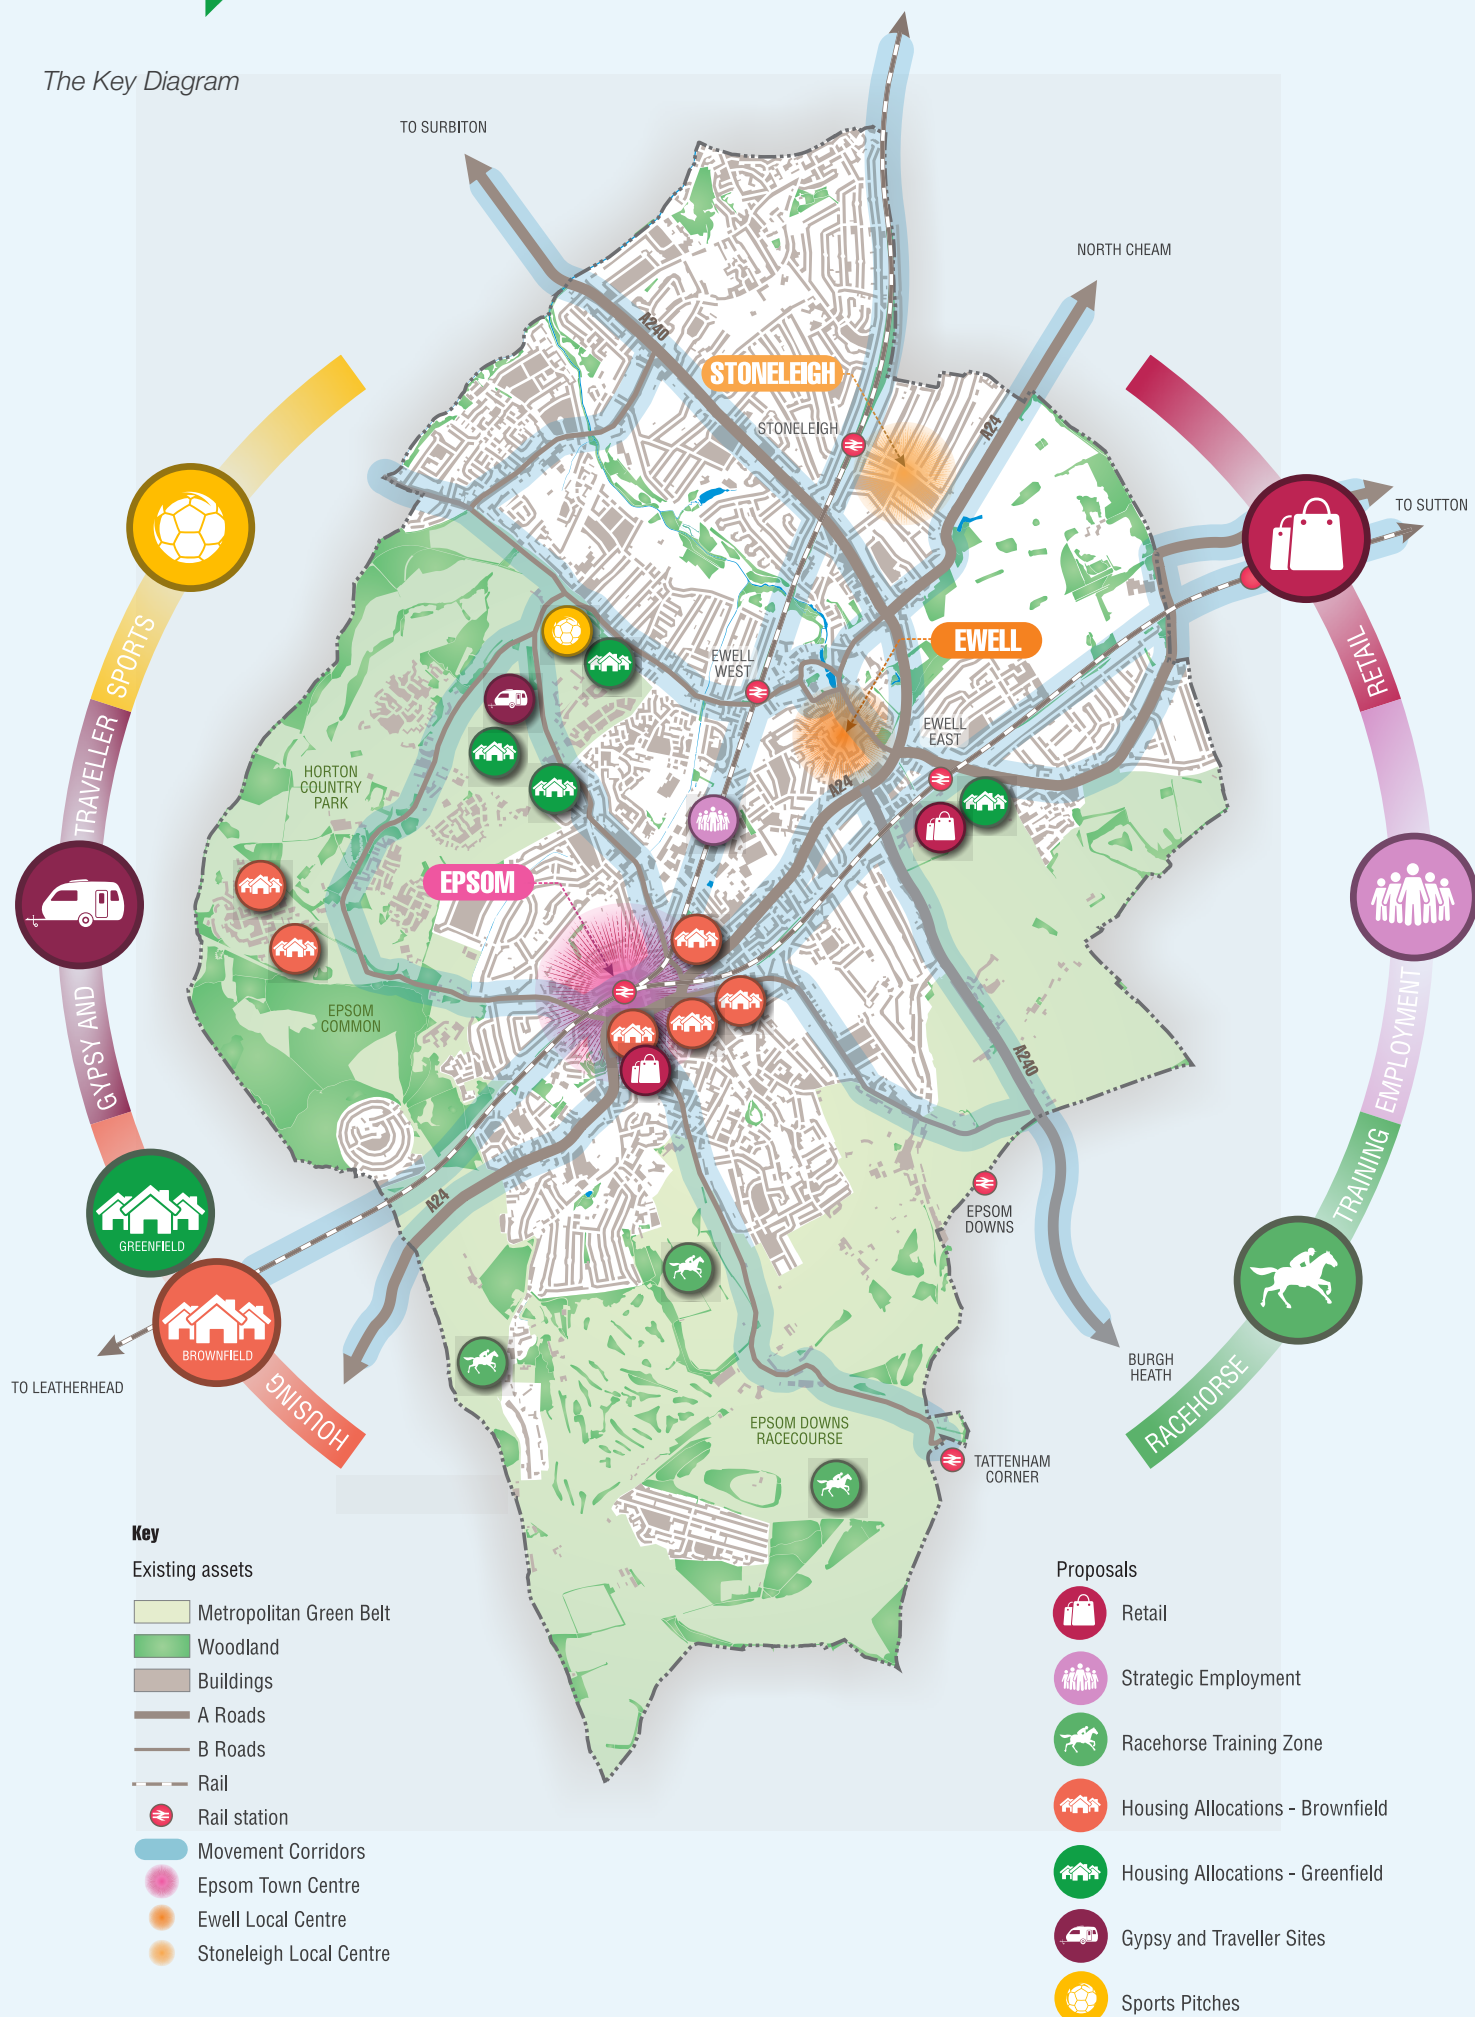 The Key Diagram
TO SURBITON
NORTH CHEAM
A240
STONELEIGH
STONELEIGH
A24
TO SUTTON
SPORTS
RETAIL
EWELL
EWELL
WEST
EWELL
EAST
TRAVELLER
HORTON
COUNTRY
PARK
A24
EPSOM
GYPSY AND
EPSOM
COMMON
EMPLOYMENT
A240
TRAINING
A24
EPSOM
DOWNS
GREENFIELD
BROWNFIELD
TO LEATHERHEAD
HOUSING
BURGH
HEATH
RACEHORSE
EPSOM DOWNS
RACECOURSE
TATTENHAM
CORNER
Key
Existing assets
Metropolitan Green Belt
Woodland
Buildings
A Roads
B Roads
Rail
Rail station
Movement Corridors
Epsom Town Centre
Ewell Local Centre
Stoneleigh Local Centre
Proposals
Retail
Strategic Employment
Racehorse Training Zone
Housing Allocations - Brownfield
Housing Allocations - Greenfield
Gypsy and Traveller Sites
Sports Pitches